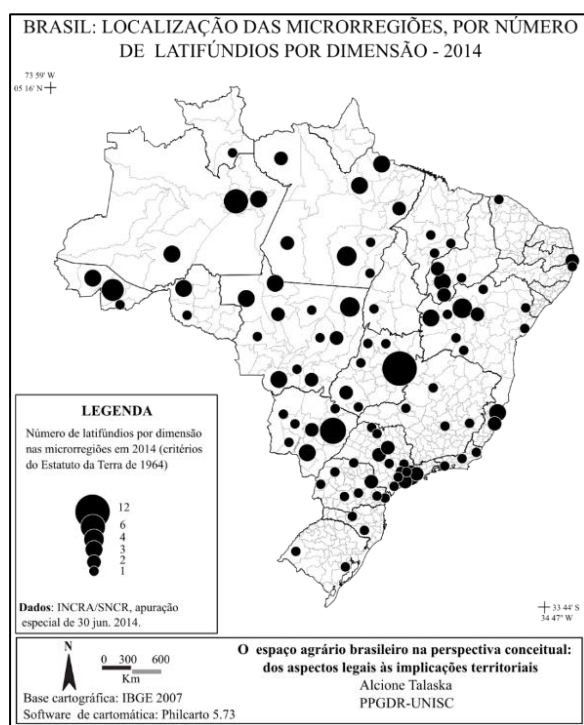 BRASIL: LOCALIZAÇÃO DAS MICRORREGIÕES, POR NÚMERO
DE LATIFÚNDIOS POR DIMENSÃO - 2014
73 59' W
05 16' N
LEGENDA
Número de latifúndios por dimensão
nas microrregiões em 2014 (critérios
do Estatuto da Terra de 1964)
12
6
4
3
2
1
Dados: INCRA/SNCR, apuração
especial de 30 jun. 2014.
33 44' S
34 47' W
N
0 300 600
Km
Base cartográfica: IBGE 2007
Software de cartomática: Philcarto 5.73
O espaço agrário brasileiro na perspectiva conceitual:
dos aspectos legais às implicações territoriais
Alcione Talaska
PPGDR-UNISC